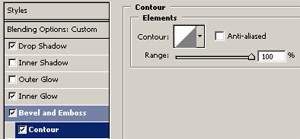 Styles
Blending Options: Custom
Drop Shadow
Inner Shadow
Outer Glow
Inner Glow
Bevel and Emboss
Contour
Contour
Elements
Contour:
Anti-aliased
Range:
100 %